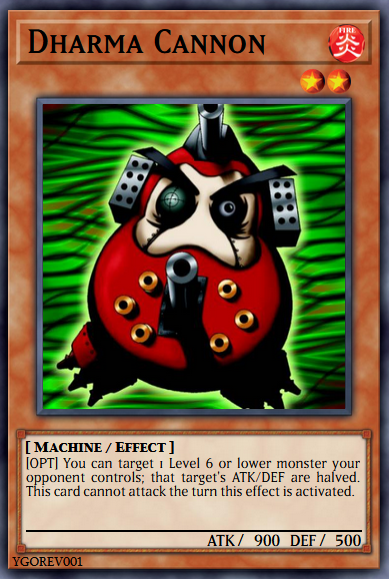 Dharma Cannon
FIRE
炎
[ Machine / Effect ]
[OPT] You can target 1 Level 6 or lower monster your
opponent controls; that target's ATK/DEF are halved.
This card cannot attack the turn this effect is activated.
ATK / 900 DEF / 500
YGOREV001